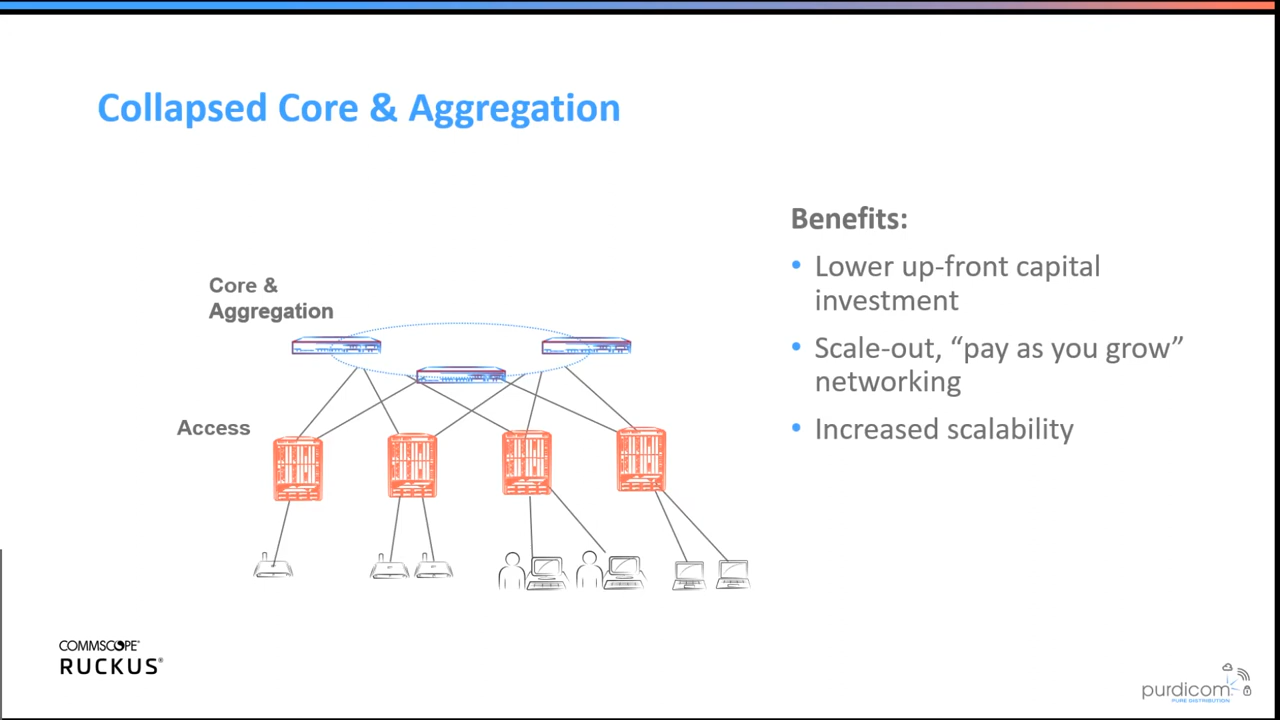 Collapsed Core & Aggregation
Benefits:
• Lower up-front capital
investment
• Scale-out, “pay as you grow”
networking
• Increased scalability
Core &
Aggregation
Access
COMMSCOPE®
RUCKUS®
purdicom
PURE DISTRIBUTION